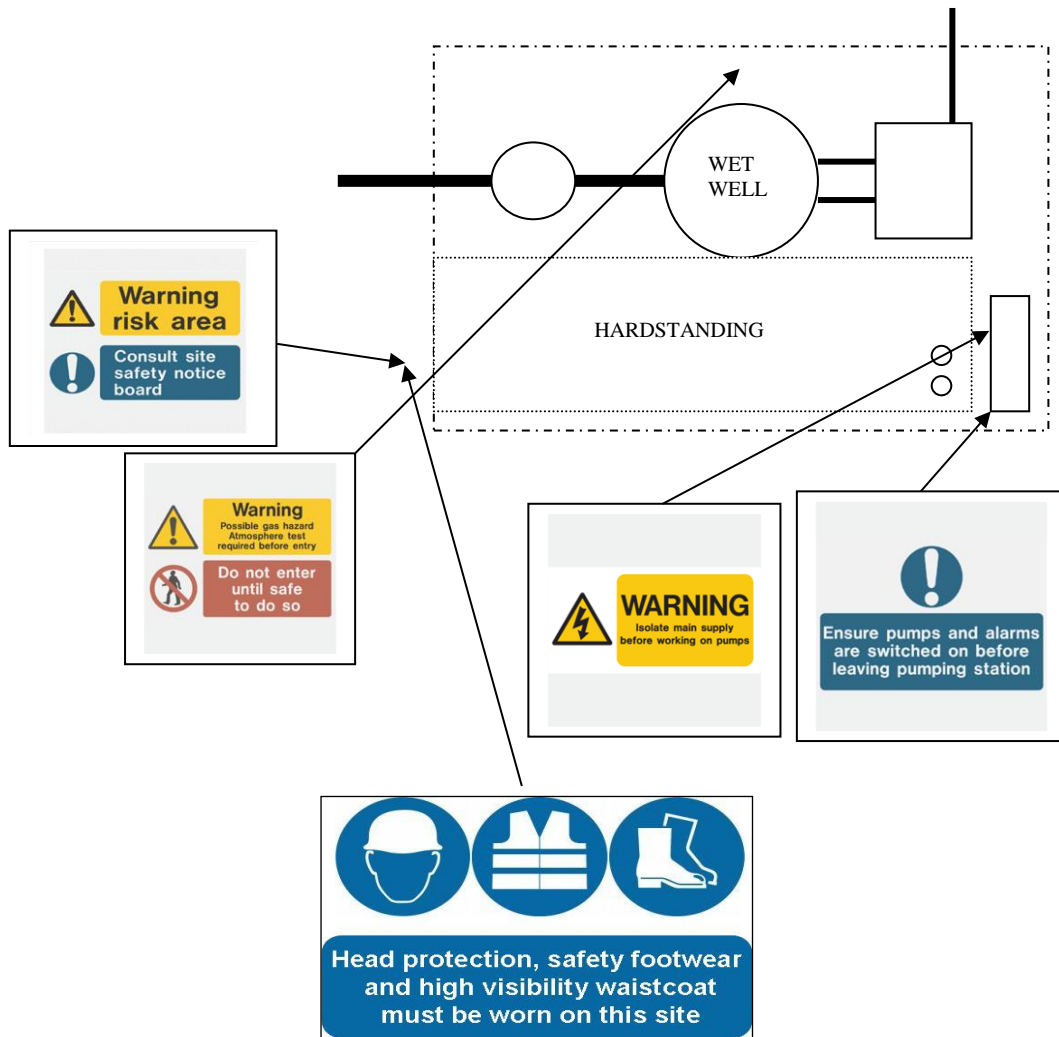 WET
WELL
HARDSTANDING
Warning
risk area
Consult site
safety notice
board
Warning
Possible gas hazard
Atmosphere test
required before entry
Do not enter
until safe
to do so
WARNING
Isolate main supply
before working on pumps
Ensure pumps and alarms
are switched on before
leaving pumping station
Head protection, safety footwear
and high visibility waistcoat
must be worn on this site